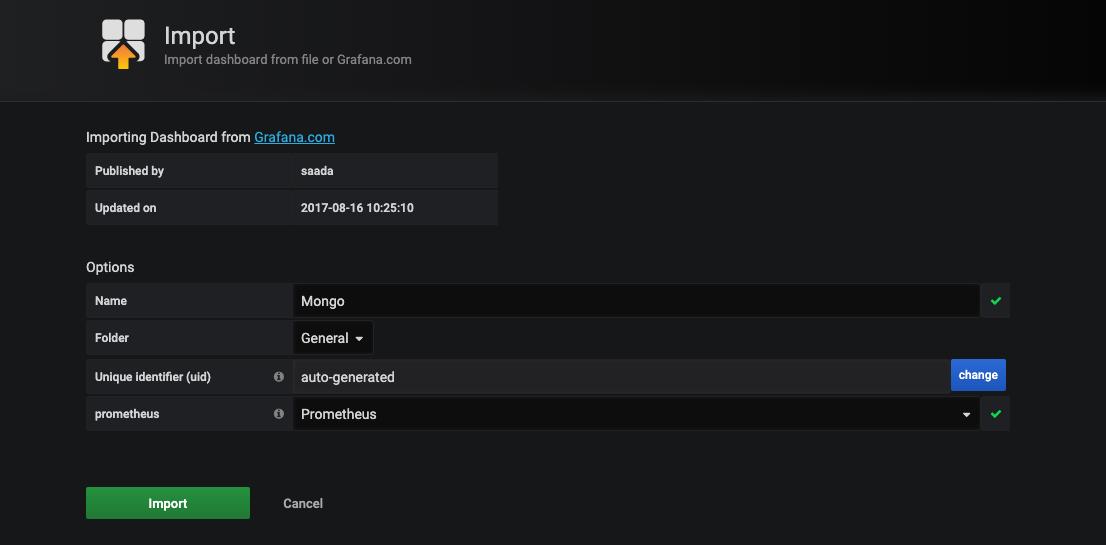 Import
Import dashboard from file or Grafana.com
Importing Dashboard from Grafana.com
Published by saada
Updated on 2017-08-16 10:25:10
Options
Name Mongo
Folder General
Unique identifier (uid) auto-generated change
prometheus Prometheus
Import Cancel